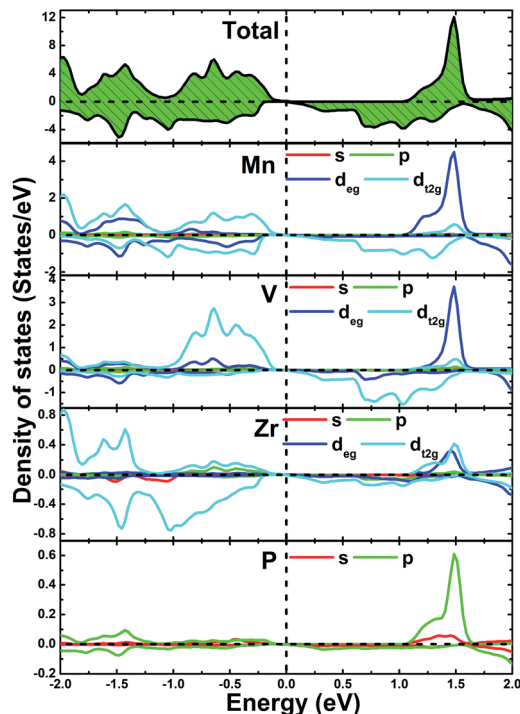 Density of states (States/eV)
Total
12
8
4
0
-4
Mn
s p
d_eg d_t2g
4
2
0
2
V
s p
d_eg d_t2g
4
3
2
1
0
-1
Zr
s p
d_eg d_t2g
0.8
0.4
0.0
-0.4
-0.8
P
s p
0.6
0.4
0.2
0.0
-0.2
-2.0 -1.5 -1.0 -0.5 0.0 0.5 1.0 1.5 2.0
Energy (eV)